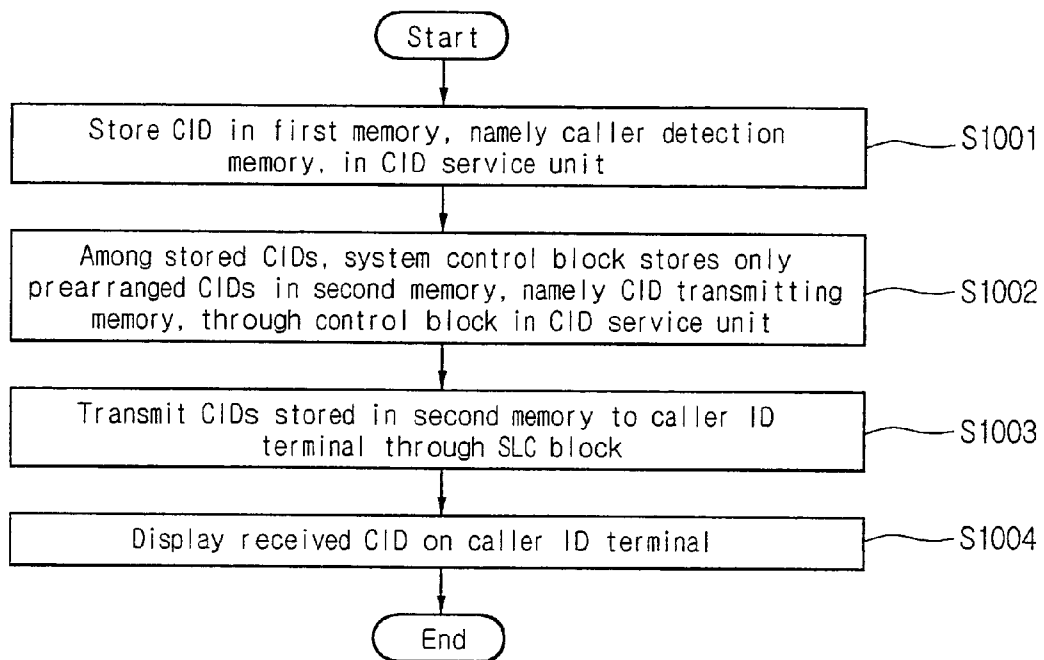 Start
Store CID in first memory, namely caller detection
memory, in CID service unit
S1001
Among stored CIDs, system control block stores only
prearranged CIDs in second memory, namely CID transmitting
memory, through control block in CID service unit
S1002
Transmit CIDs stored in second memory to caller ID
terminal through SLC block
S1003
Display received CID on caller ID terminal
S1004
End